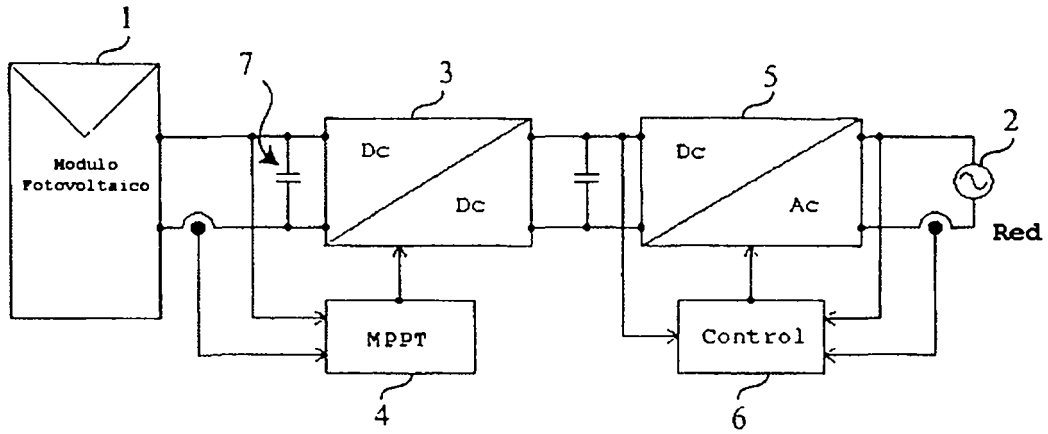 1
7
3
5
2
Dc
Dc
Modulo
Fotovoltaico
Dc
Ac
Red
MPPT
Control
4
6